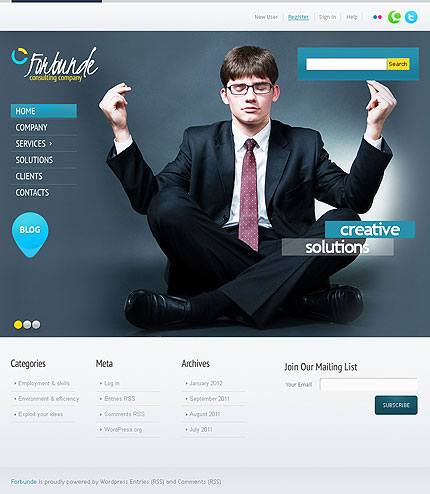 New User
Register
Sign In
Help
Forbunde
consulting company
Search
HOME
COMPANY
SERVICES ›
SOLUTIONS
CLIENTS
CONTACTS
BLOG
creative
solutions
Categories
Employment & skills
Environment & efficiency
Exploit your ideas
Meta
Log in
Entries RSS
Comments RSS
WordPress.org
Archives
January 2012
September 2011
August 2011
July 2011
Join Our Mailing List
Your Email
SUBSCRIBE
Forbunde is proudly powered by Wordpress Entries (RSS) and Comments (RSS)